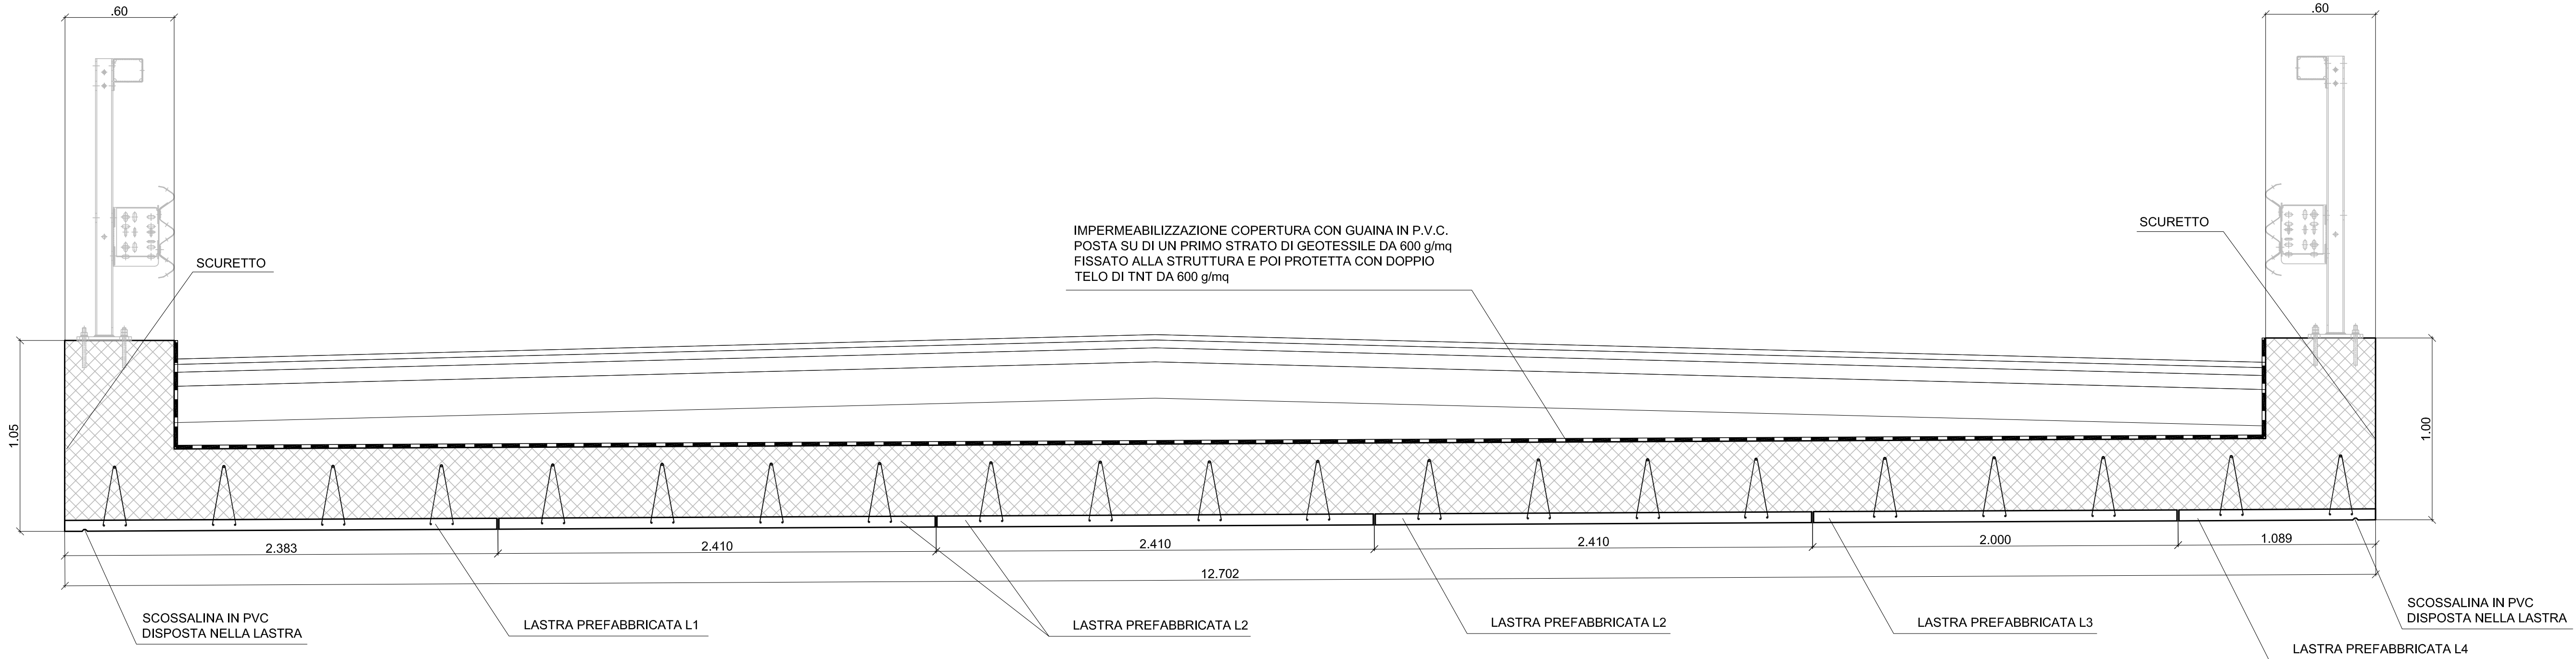 .60
.60
IMPERMEABILIZZAZIONE COPERTURA CON GUAINA IN P.V.C.
POSTA SU DI UN PRIMO STRATO DI GEOTESSILE DA 600 g/mq
FISSATO ALLA STRUTTURA E POI PROTETTA CON DOPPIO
TELO DI TNT DA 600 g/mq
SCURETTO
SCURETTO
1.05
1.00
2.383
2.410
2.410
2.410
2.000
1.089
12.702
SCOSSALINA IN PVC
DISPOSTA NELLA LASTRA
LASTRA PREFABBRICATA L1
LASTRA PREFABBRICATA L2
LASTRA PREFABBRICATA L2
LASTRA PREFABBRICATA L3
SCOSSALINA IN PVC
DISPOSTA NELLA LASTRA
LASTRA PREFABBRICATA L4